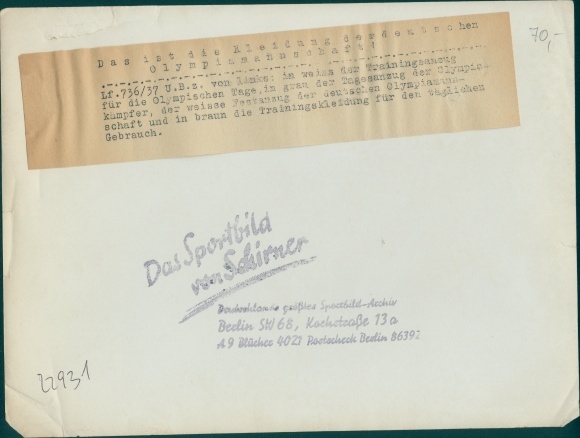 70,-
Das ist die Kleidung der deutschen
Olympiamannschaft!
Lf.736/37 U.B.z. von links: in weiss der Trainingsanzug
für die Olympischen Tage, in grau der Tagesanzug der Olympia-
kämpfer, der weisse Festanzug der deutschen Olympiamann-
schaft und in braun die Trainingskleidung für den täglichen
Gebrauch.
Das Sportbild
von Schirner
Deutschlands größtes Sportbild-Archiv
Berlin SW 68, Kochstraße 13a
A 9 Blücher 4021 Postscheck Berlin 86392
22931